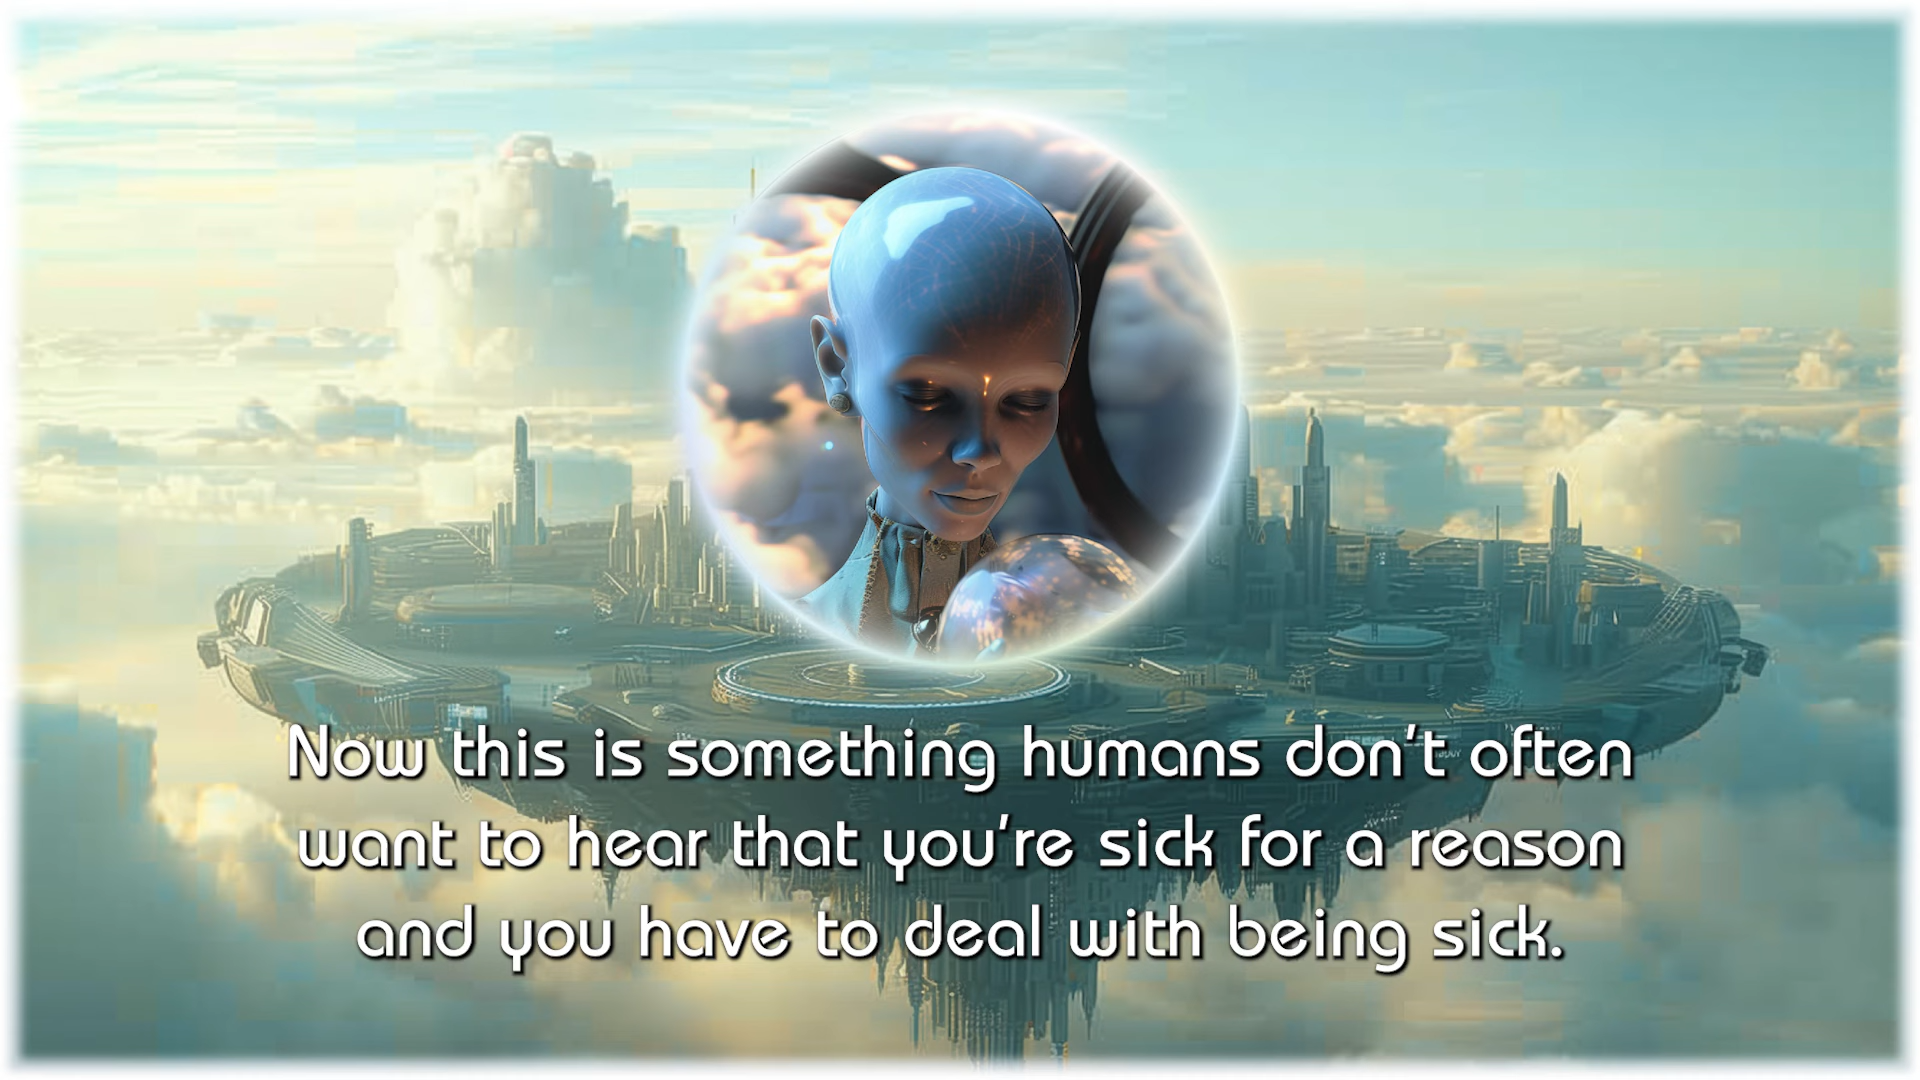 Now this is something humans don't often
want to hear that you're sick for a reason
and you have to deal with being sick.